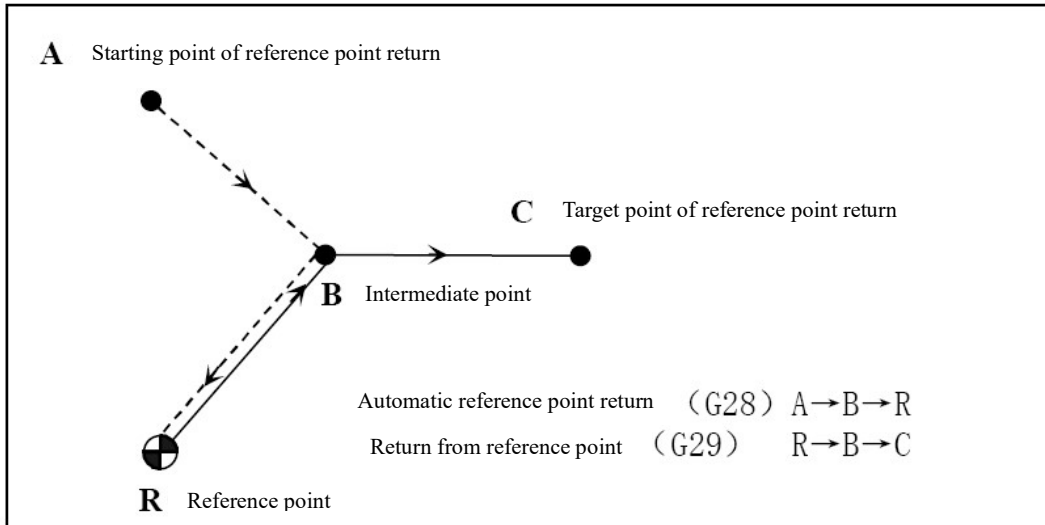 A Starting point of reference point return
C Target point of reference point return
B Intermediate point
Automatic reference point return (G28) A→B→R
Return from reference point (G29) R→B→C
R Reference point